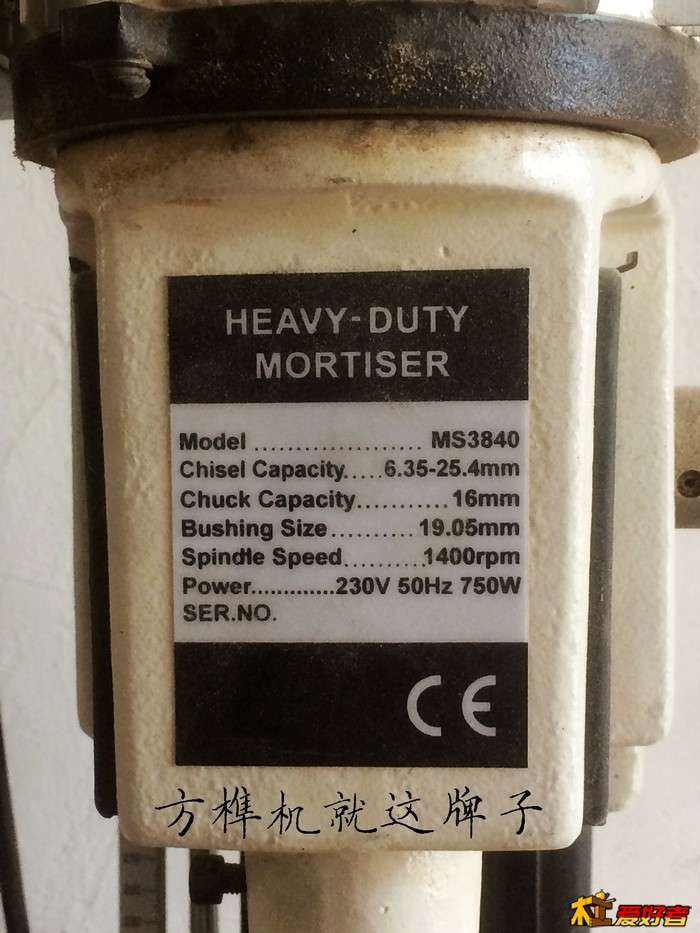 HEAVY-DUTY
MORTISER
Model .................... MS3840
Chisel Capacity..... 6.35-25.4mm
Chuck Capacity........... 16mm
Bushing Size.......... 19.05mm
Spindle Speed..........1400rpm
Power.............230V 50Hz 750W
SER.NO.
CE
方榫机就这牌子
木工爱好者